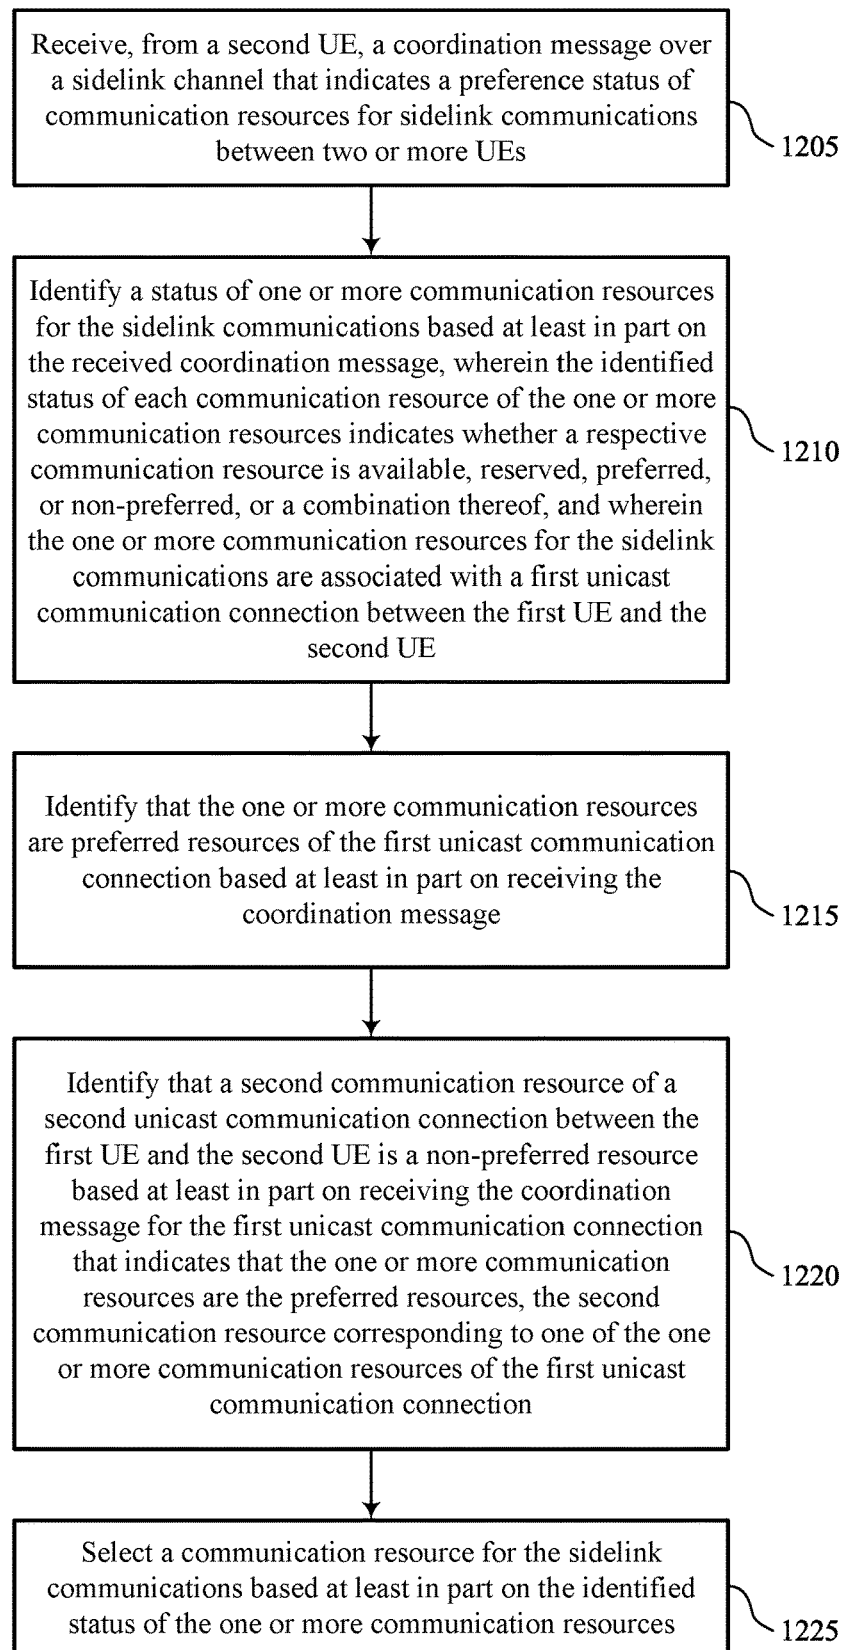 Receive, from a second UE, a coordination message over
a sidelink channel that indicates a preference status of
communication resources for sidelink communications
between two or more UEs
1205
Identify a status of one or more communication resources
for the sidelink communications based at least in part on
the received coordination message, wherein the identified
status of each communication resource of the one or more
communication resources indicates whether a respective
communication resource is available, reserved, preferred,
or non-preferred, or a combination thereof, and wherein
the one or more communication resources for the sidelink
communications are associated with a first unicast
communication connection between the first UE and the
second UE
1210
Identify that the one or more communication resources
are preferred resources of the first unicast communication
connection based at least in part on receiving the
coordination message
1215
Identify that a second communication resource of a
second unicast communication connection between the
first UE and the second UE is a non-preferred resource
based at least in part on receiving the coordination
message for the first unicast communication connection
that indicates that the one or more communication
resources are the preferred resources, the second
communication resource corresponding to one of the one
or more communication resources of the first unicast
communication connection
1220
Select a communication resource for the sidelink
communications based at least in part on the identified
status of the one or more communication resources
1225